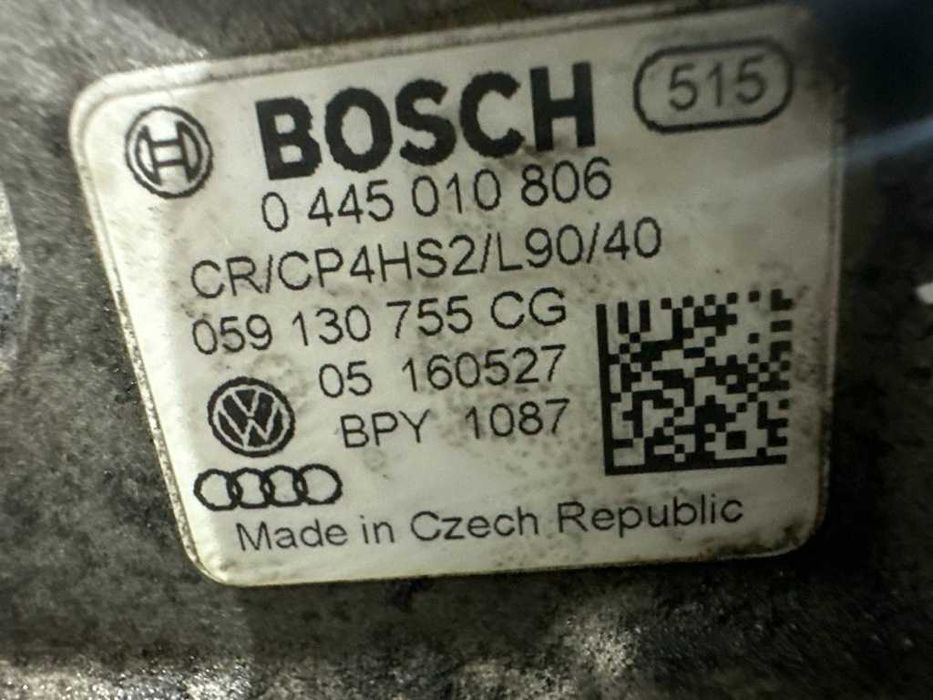 BOSCH 515
0 445 010 806
CR/CP4HS2/L90/40
059 130 755 CG
05 160527
BPY 1087
Made in Czech Republic